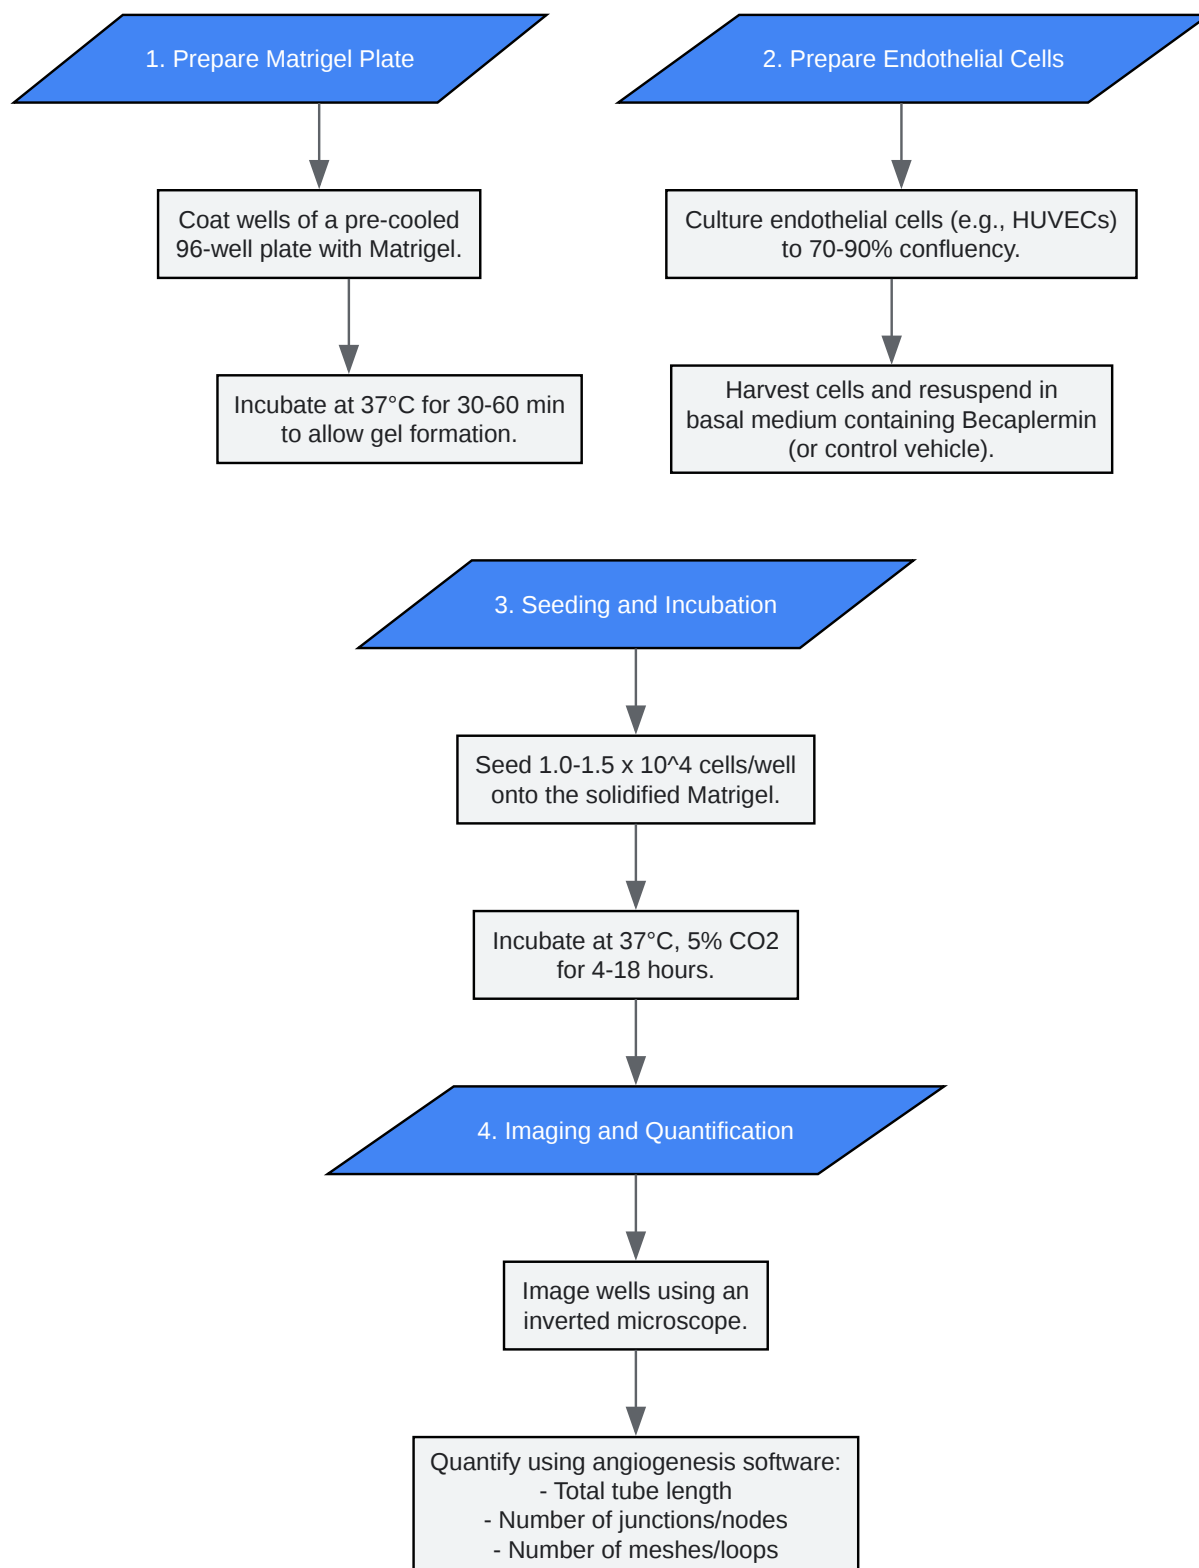 1. Prepare Matrigel Plate
Coat wells of a pre-cooled
96-well plate with Matrigel.
Incubate at 37°C for 30-60 min
to allow gel formation.
2. Prepare Endothelial Cells
Culture endothelial cells (e.g., HUVECs)
to 70-90% confluency.
Harvest cells and resuspend in
basal medium containing Becaplermin
(or control vehicle).
3. Seeding and Incubation
Seed 1.0-1.5 x 10^4 cells/well
onto the solidified Matrigel.
Incubate at 37°C, 5% CO2
for 4-18 hours.
4. Imaging and Quantification
Image wells using an
inverted microscope.
Quantify using angiogenesis software:
- Total tube length
- Number of junctions/nodes
- Number of meshes/loops